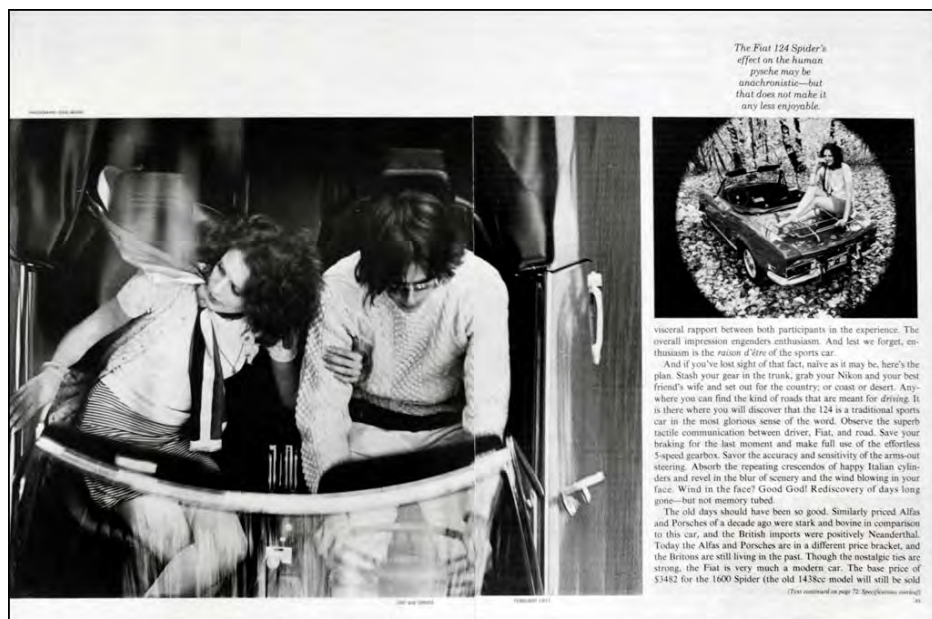 The Fiat 124 Spider's
effect on the human
pysche may be
anachronistic—but
that does not make it
any less enjoyable.
visceral rapport between both participants in the experience. The
overall impression engenders enthusiasm. And lest we forget, en-
thusiasm is the raison d'être of the sports car.
And if you've lost sight of that fact, naive as it may be, here's the
plan. Stash your gear in the trunk, grab your Nikon and your best
friend's wife and set out for the country; or coast or desert. Any-
where you can find the kind of roads that are meant for driving. It
is there where you will discover that the 124 is a traditional sports
car in the most glorious sense of the word. Observe the superb
tactile communication between driver, Fiat, and road. Save your
braking for the last moment and make full use of the effortless
5-speed gearbox. Savor the accuracy and sensitivity of the arms-out
steering. Absorb the repeating crescendos of happy Italian cylin-
ders and revel in the blur of scenery and the wind blowing in your
face. Wind in the face? Good God! Rediscovery of days long
gone—but not memory tubed.
The old days should have been so good. Similarly priced Alfas
and Porsches of a decade ago were stark and bovine in comparison
to this car, and the British imports were positively Neanderthal.
Today the Alfas and Porsches are in a different price bracket, and
the Britons are still living in the past. Though the nostalgic ties are
strong, the Fiat is very much a modern car. The base price of
$3482 for the 1600 Spider (the old 1438cc model will still be sold
(Text continued on page 72: Specifications overleaf)
CAR and DRIVER
FEBRUARY 1971